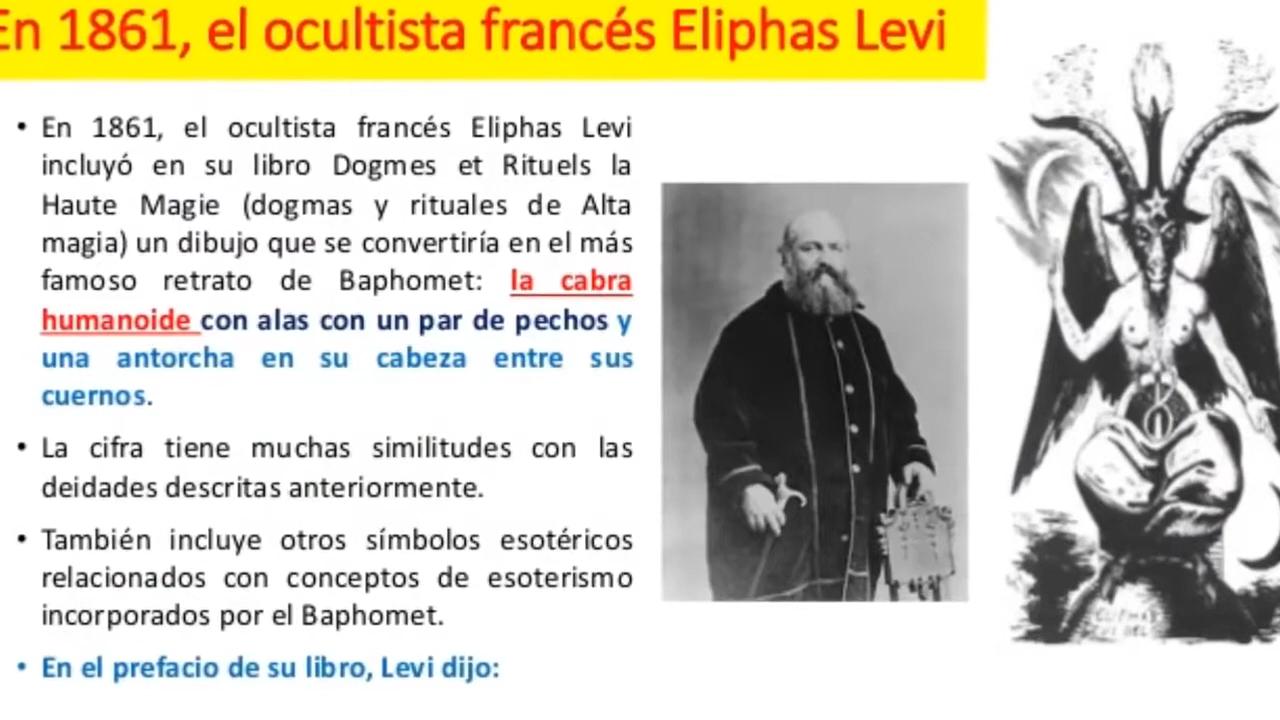 En 1861, el ocultista francés Eliphas Levi
• En 1861, el ocultista francés Eliphas Levi
incluyó en su libro Dogmes et Rituels la
Haute Magie (dogmas y rituales de Alta
magia) un dibujo que se convertiría en el más
famoso retrato de Baphomet: la cabra
humanoide con alas con un par de pechos y
una antorcha en su cabeza entre sus
cuernos.
• La cifra tiene muchas similitudes con las
deidades descritas anteriormente.
• También incluye otros símbolos esotéricos
relacionados con conceptos de esoterismo
incorporados por el Baphomet.
• En el prefacio de su libro, Levi dijo: